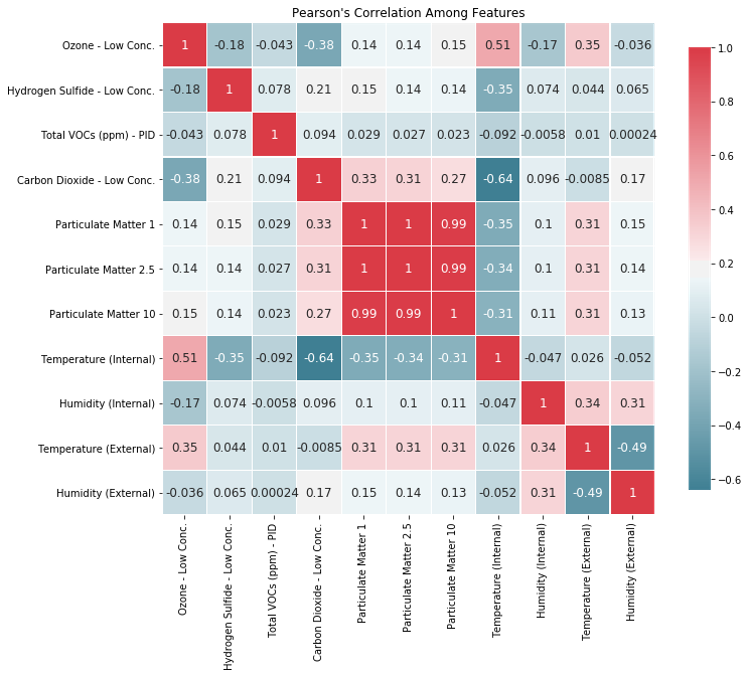 Pearson's Correlation Among Features
Ozone - Low Conc. 1 -0.18 -0.043 -0.38 0.14 0.14 0.15 0.51 -0.17 0.35 -0.036
Hydrogen Sulfide - Low Conc. -0.18 1 0.078 0.21 0.15 0.14 0.14 -0.35 0.074 0.044 0.065
Total VOCs (ppm) - PID -0.043 0.078 1 0.094 0.029 0.027 0.023 -0.092 -0.0058 0.01 0.00024
Carbon Dioxide - Low Conc. -0.38 0.21 0.094 1 0.33 0.31 0.27 -0.64 0.096 -0.0085 0.17
Particulate Matter 1 0.14 0.15 0.029 0.33 1 1 0.99 -0.35 0.1 0.31 0.15
Particulate Matter 2.5 0.14 0.14 0.027 0.31 1 1 0.99 -0.34 0.1 0.31 0.14
Particulate Matter 10 0.15 0.14 0.023 0.27 0.99 0.99 1 -0.31 0.11 0.31 0.13
Temperature (Internal) 0.51 -0.35 -0.092 -0.64 -0.35 -0.34 -0.31 1 -0.047 0.026 -0.052
Humidity (Internal) -0.17 0.074 -0.0058 0.096 0.1 0.1 0.11 -0.047 1 0.34 0.31
Temperature (External) 0.35 0.044 0.01 -0.0085 0.31 0.31 0.31 0.026 0.34 1 -0.49
Humidity (External) -0.036 0.065 0.00024 0.17 0.15 0.14 0.13 -0.052 0.31 -0.49 1
Ozone - Low Conc.
Hydrogen Sulfide - Low Conc.
Total VOCs (ppm) - PID
Carbon Dioxide - Low Conc.
Particulate Matter 1
Particulate Matter 2.5
Particulate Matter 10
Temperature (Internal)
Humidity (Internal)
Temperature (External)
Humidity (External)
1.0
0.8
0.6
0.4
0.2
0.0
−0.2
−0.4
−0.6